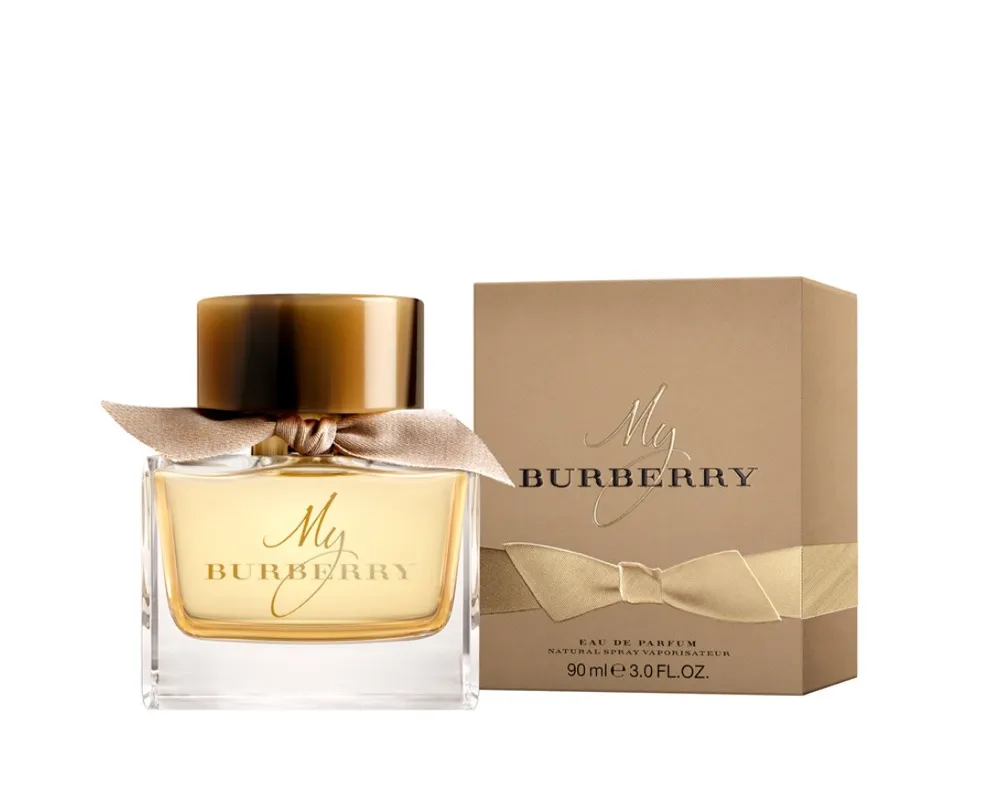 My
BURBERRY
My
BURBERRY
EAU DE PARFUM
NATURAL SPRAY VAPORISATEUR
90 ml ℮ 3.0 FL.OZ.